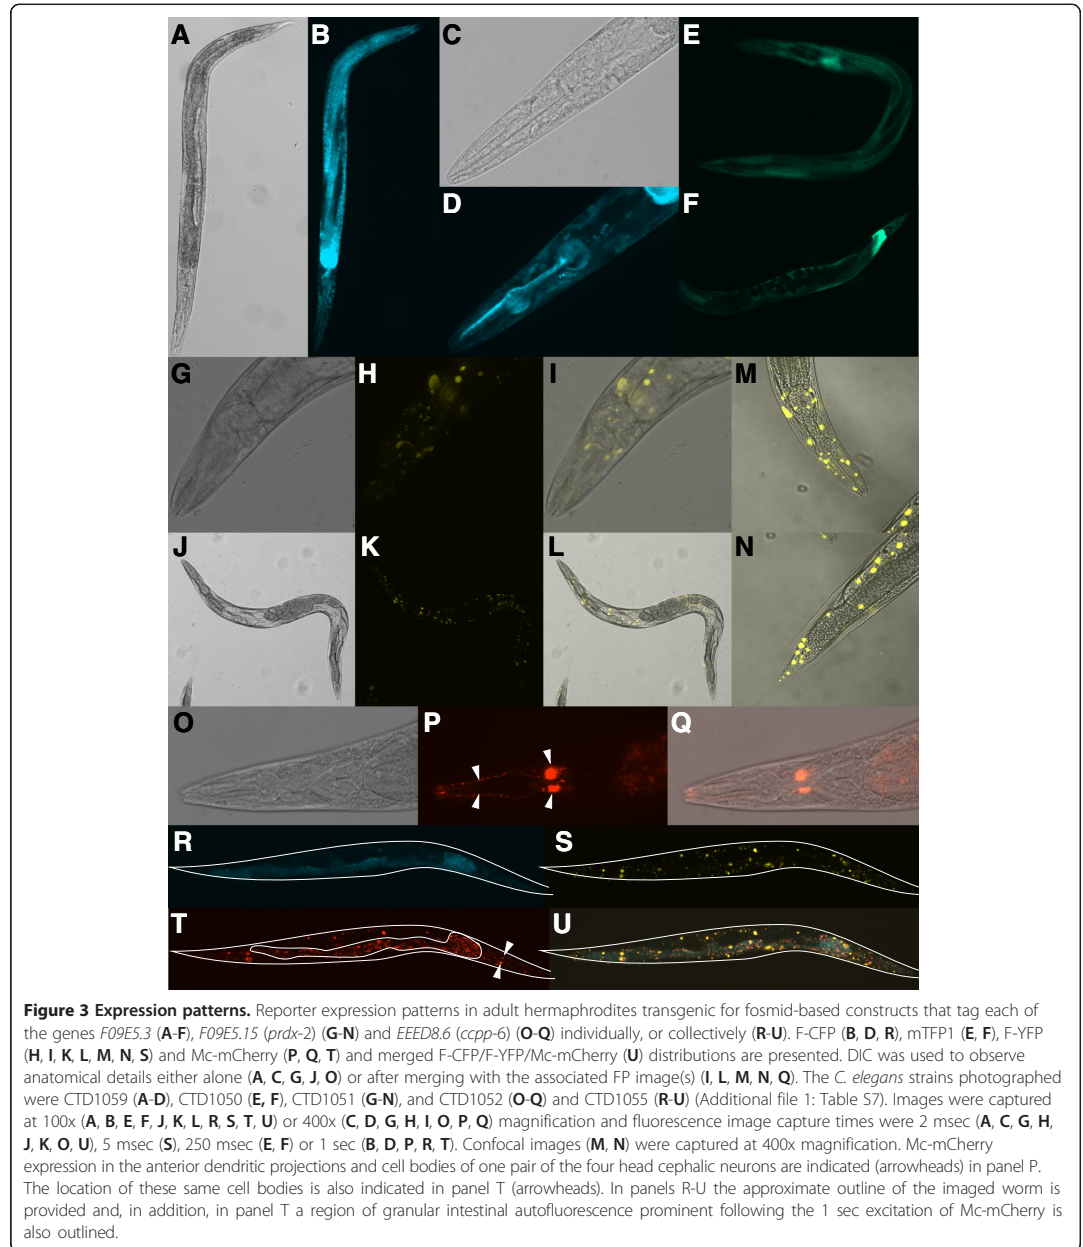 A B C E
D F
G H I M
J K L N
O P Q
R S
T U
Figure 3 Expression patterns. Reporter expression patterns in adult hermaphrodites transgenic for fosmid-based constructs that tag each of
the genes F09E5.3 (A-F), F09E5.15 (prdx-2) (G-N) and EEED8.6 (ccpp-6) (O-Q) individually, or collectively (R-U). F-CFP (B, D, R), mTFP1 (E, F), F-YFP
(H, I, K, L, M, N, S) and Mc-mCherry (P, Q, T) and merged F-CFP/F-YFP/Mc-mCherry (U) distributions are presented. DIC was used to observe
anatomical details either alone (A, C, G, J, O) or after merging with the associated FP image(s) (I, L, M, N, Q). The C. elegans strains photographed
were CTD1059 (A-D), CTD1050 (E, F), CTD1051 (G-N), and CTD1052 (O-Q) and CTD1055 (R-U) (Additional file 1: Table S7). Images were captured
at 100x (A, B, E, F, J, K, L, R, S, T, U) or 400x (C, D, G, H, I, O, P, Q) magnification and fluorescence image capture times were 2 msec (A, C, G, H,
J, K, O, U), 5 msec (S), 250 msec (E, F) or 1 sec (B, D, P, R, T). Confocal images (M, N) were captured at 400x magnification. Mc-mCherry
expression in the anterior dendritic projections and cell bodies of one pair of the four head cephalic neurons are indicated (arrowheads) in panel P.
The location of these same cell bodies is also indicated in panel T (arrowheads). In panels R-U the approximate outline of the imaged worm is
provided and, in addition, in panel T a region of granular intestinal autofluorescence prominent following the 1 sec excitation of Mc-mCherry is
also outlined.